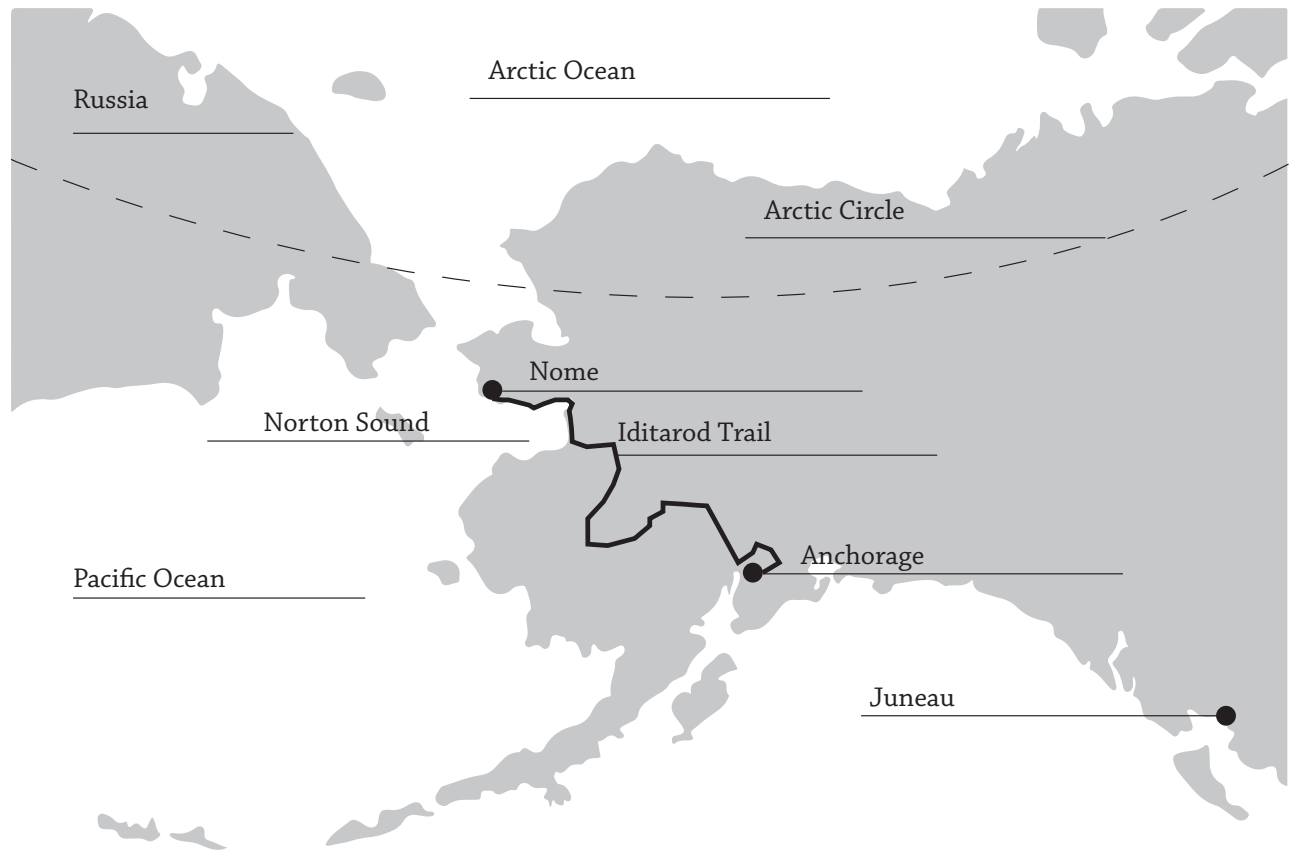 Arctic Ocean
Russia
Arctic Circle
Nome
Norton Sound
Iditarod Trail
Anchorage
Pacific Ocean
Juneau